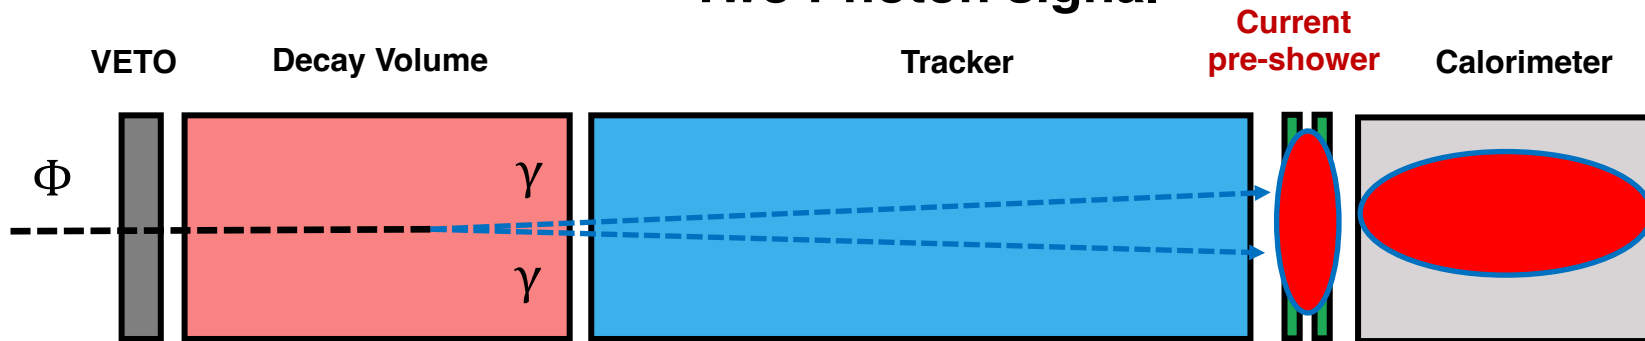 Current
VETO Decay Volume Tracker pre-shower Calorimeter
Φ γ
γ